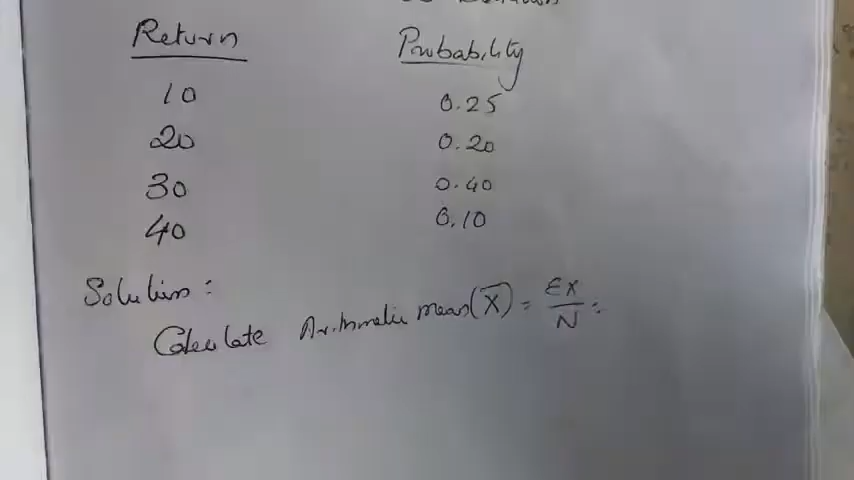 Return Probability
10 0.25
20 0.20
30 0.40
40 0.10
Solution:
Calculate Arithmetic mean (X̅) = ΣX/N =